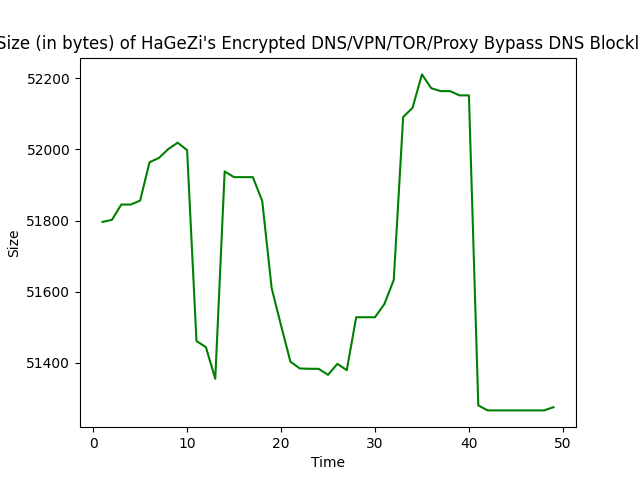 Size (in bytes) of HaGeZi's Encrypted DNS/VPN/TOR/Proxy Bypass DNS Blockl
52200
52000
51800
51600
51400
Size
0 10 20 30 40 50
Time